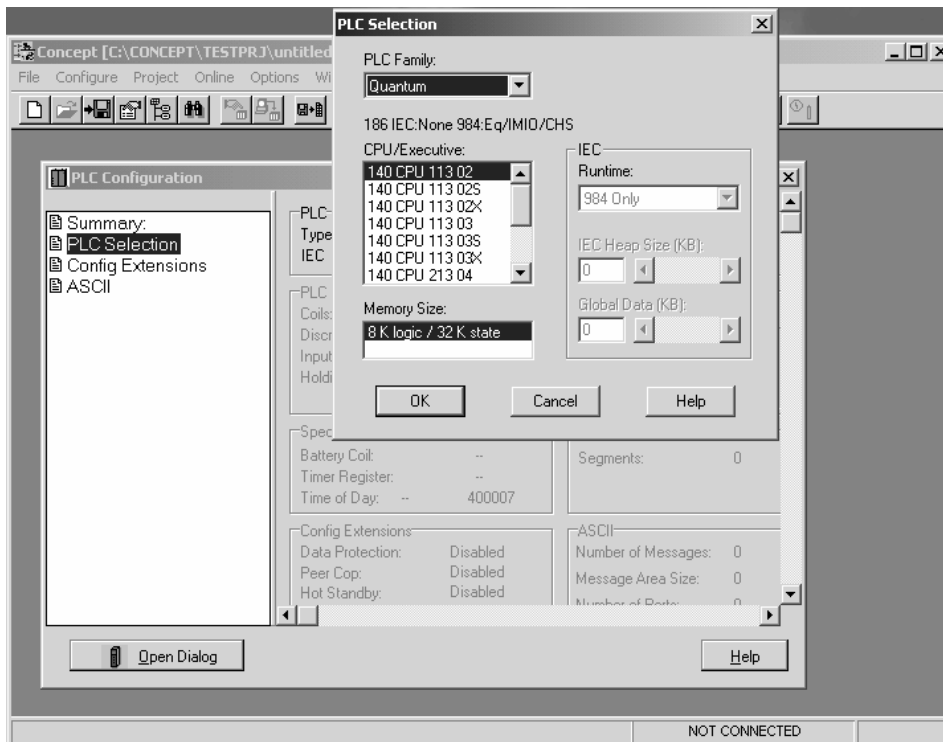 PLC Selection
Concept [C:\CONCEPT\TESTPRJ\untitled
File Configure Project Online Options Wi
PLC Family:
Quantum
186 IEC:None 984:Eq/IMIO/CHS
CPU/Executive:
140 CPU 113 02
140 CPU 113 02S
140 CPU 113 02X
140 CPU 113 03
140 CPU 113 03S
140 CPU 113 03X
140 CPU 213 04
Memory Size:
8 K logic / 32 K state
IEC
Runtime:
984 Only
IEC Heap Size (KB):
0
Global Data (KB):
0
OK
Cancel
Help
PLC Configuration
Summary:
PLC Selection
Config Extensions
ASCII
PLC
Type
IEC
PLC
Coils:
Discr
Input
Holdi
Spec
Battery Coil: --
Timer Register: --
Time of Day: -- 400007
Segments: 0
Config Extensions
Data Protection: Disabled
Peer Cop: Disabled
Hot Standby: Disabled
ASCII
Number of Messages: 0
Message Area Size: 0
Number of Ports: 0
Open Dialog
Help
NOT CONNECTED